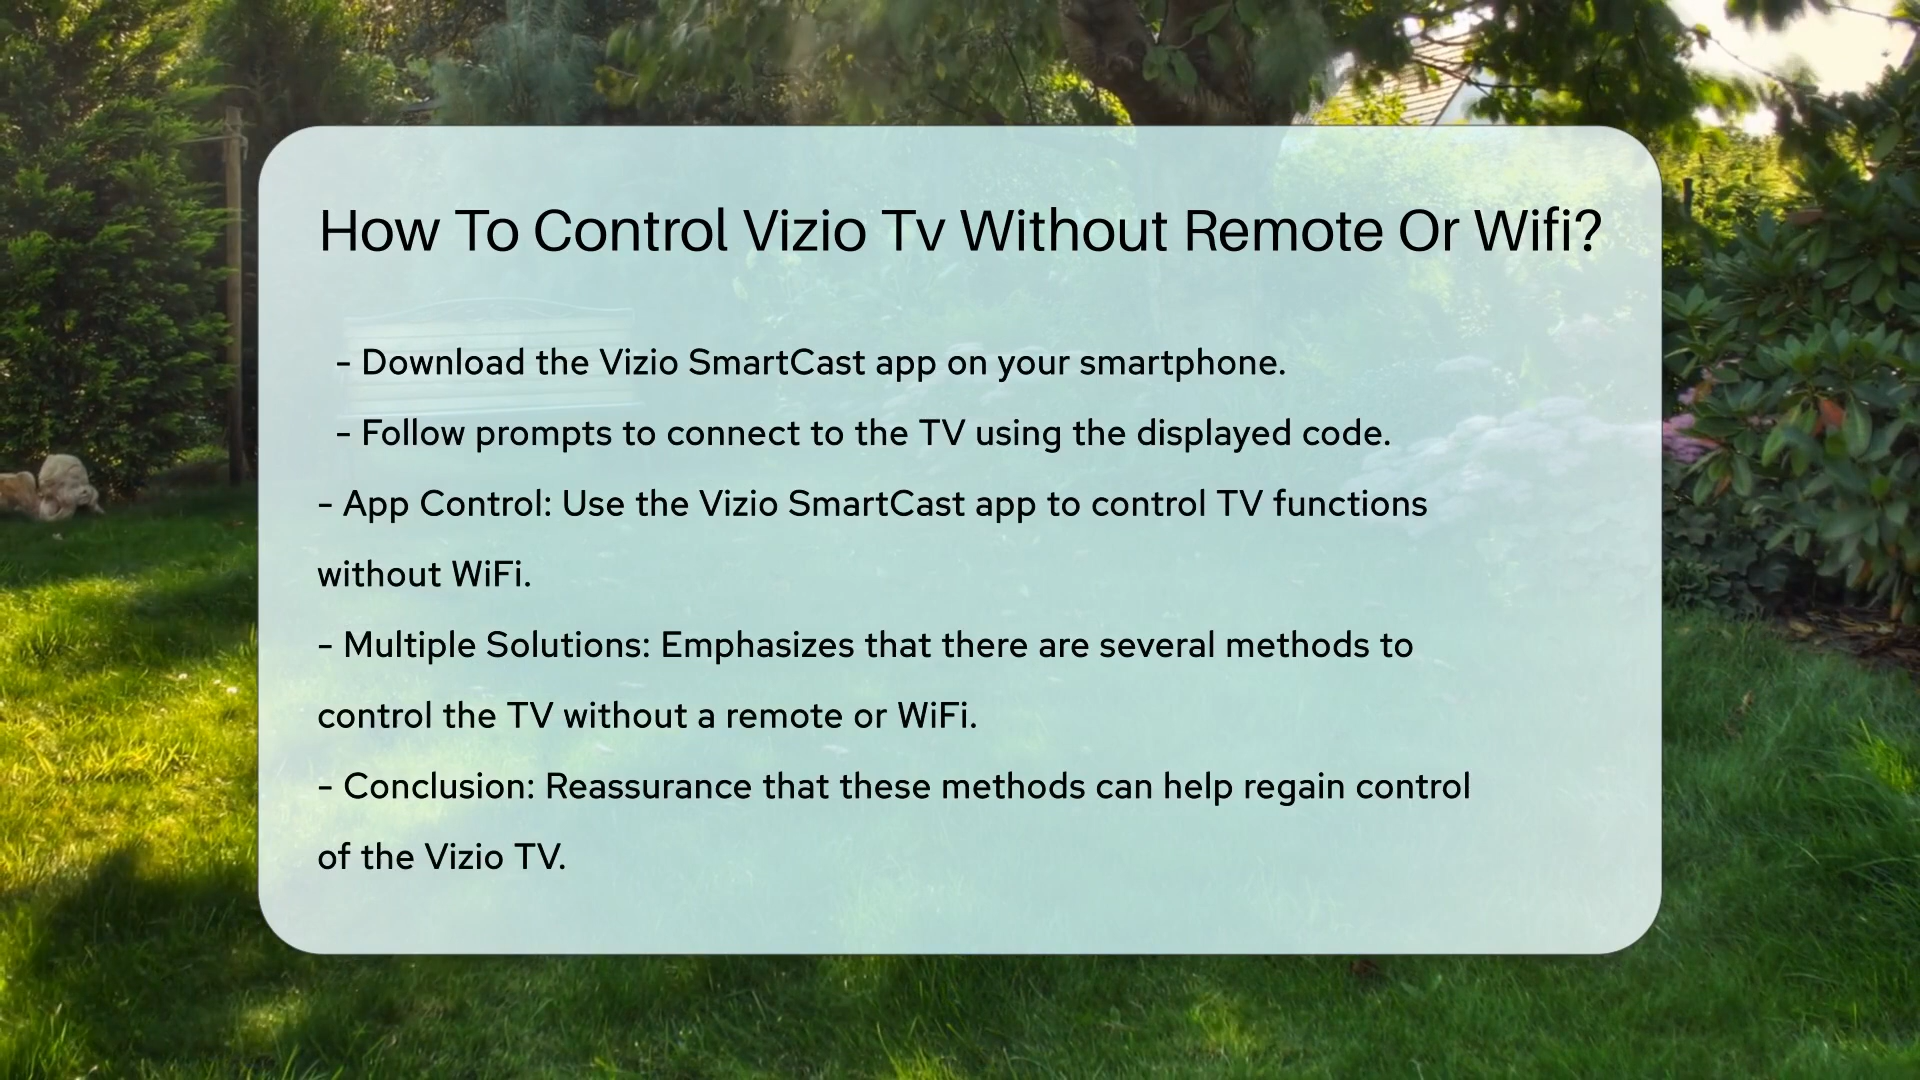 How To Control Vizio Tv Without Remote Or Wifi?
- Download the Vizio SmartCast app on your smartphone.
- Follow prompts to connect to the TV using the displayed code.
- App Control: Use the Vizio SmartCast app to control TV functions
without WiFi.
- Multiple Solutions: Emphasizes that there are several methods to
control the TV without a remote or WiFi.
- Conclusion: Reassurance that these methods can help regain control
of the Vizio TV.